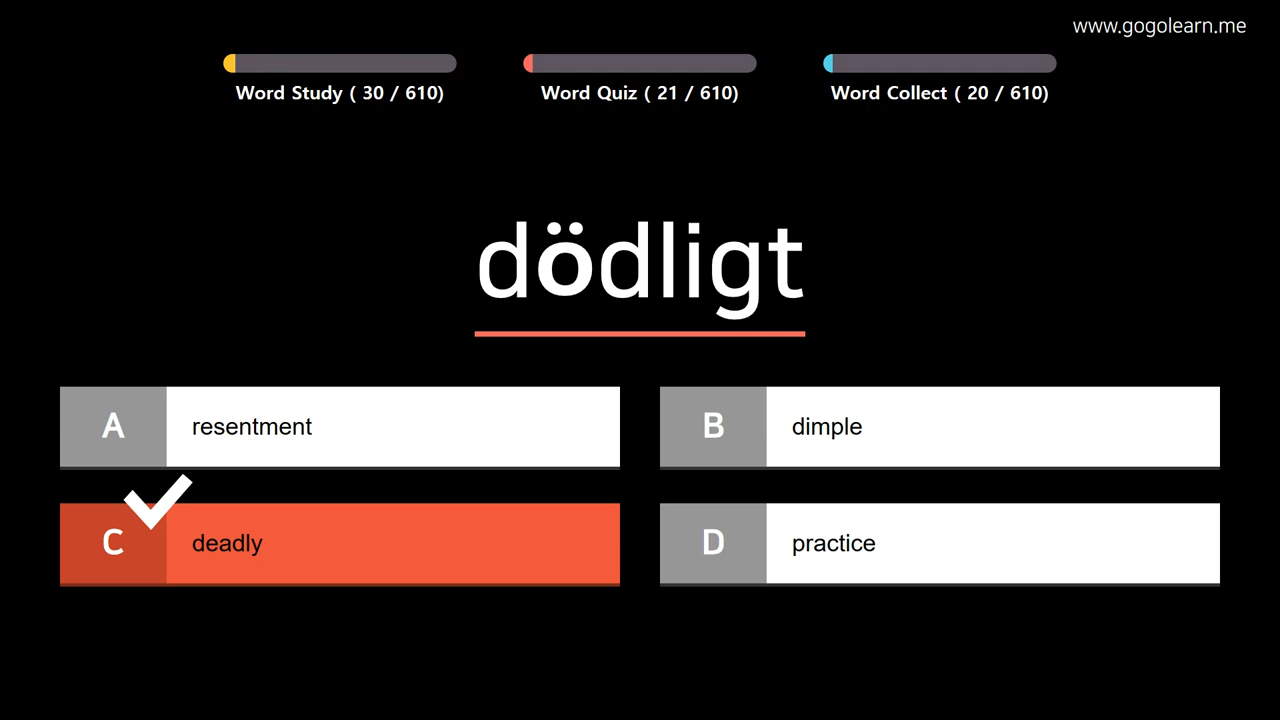 www.gogolearn.me
Word Study ( 30 / 610)
Word Quiz ( 21 / 610)
Word Collect ( 20 / 610)
dödligt
A resentment
B dimple
C deadly
D practice